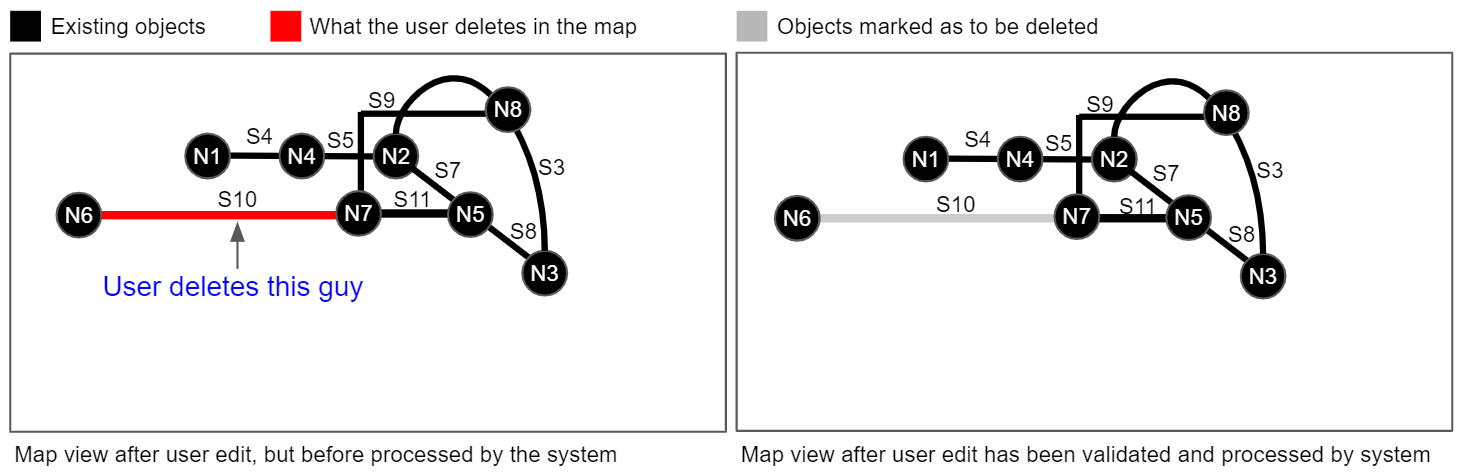 Existing objects
What the user deletes in the map
Objects marked as to be deleted
N8
S9
S4
S5
N1
N4
N2
S3
S7
S10
S11
N6
N7
N5
S8
N3
User deletes this guy
N8
S9
S4
S5
N1
N4
N2
S3
S7
S10
S11
N6
N7
N5
S8
N3
Map view after user edit, but before processed by the system
Map view after user edit has been validated and processed by system